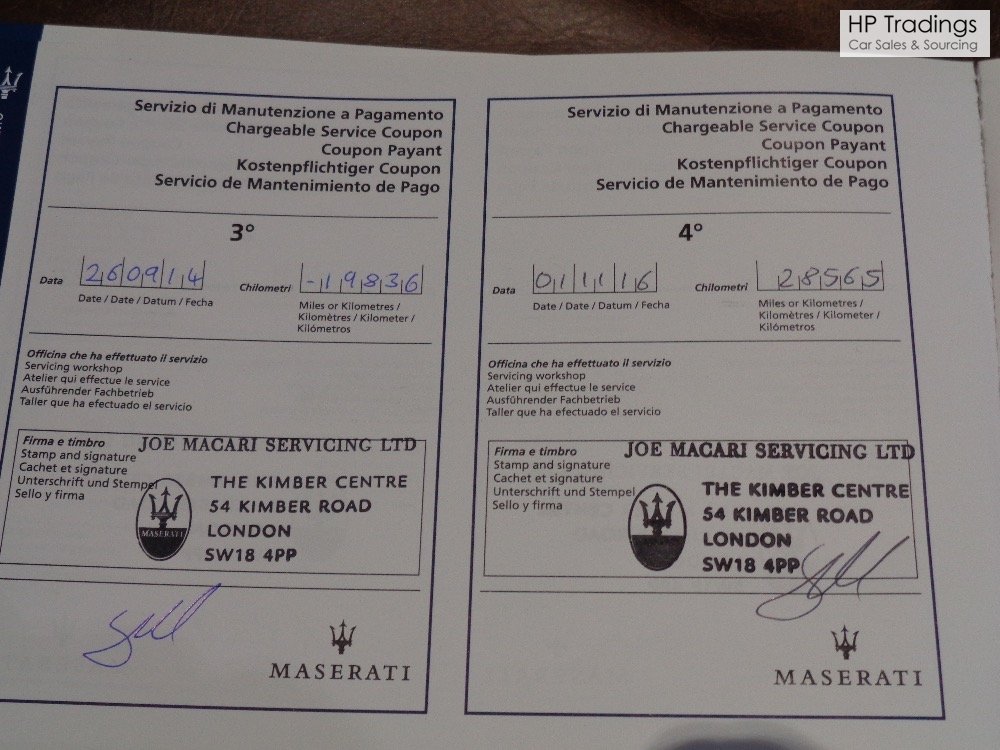 HP Tradings
Car Sales & Sourcing
Servizio di Manutenzione a Pagamento
Chargeable Service Coupon
Coupon Payant
Kostenpflichtiger Coupon
Servicio de Mantenimiento de Pago
3°
Data
260914
Date / Date / Datum / Fecha
Chilometri
-19836
Miles or Kilometres /
Kilomètres / Kilometer /
Kilómetros
Officina che ha effettuato il servizio
Servicing workshop
Atelier qui effectue le service
Ausführender Fachbetrieb
Taller que ha efectuado el servicio
Firma e timbro
Stamp and signature
Cachet et signature
Unterschrift und Stempel
Sello y firma
JOE MACARI SERVICING LTD
THE KIMBER CENTRE
54 KIMBER ROAD
LONDON
SW18 4PP
MASERATI
MASERATI
Servizio di Manutenzione a Pagamento
Chargeable Service Coupon
Coupon Payant
Kostenpflichtiger Coupon
Servicio de Mantenimiento de Pago
4°
Data
011116
Date / Date / Datum / Fecha
Chilometri
28565
Miles or Kilometres /
Kilomètres / Kilometer /
Kilómetros
Officina che ha effettuato il servizio
Servicing workshop
Atelier qui effectue le service
Ausführender Fachbetrieb
Taller que ha efectuado el servicio
Firma e timbro
Stamp and signature
Cachet et signature
Unterschrift und Stempel
Sello y firma
JOE MACARI SERVICING LTD
THE KIMBER CENTRE
54 KIMBER ROAD
LONDON
SW18 4PP
MASERATI